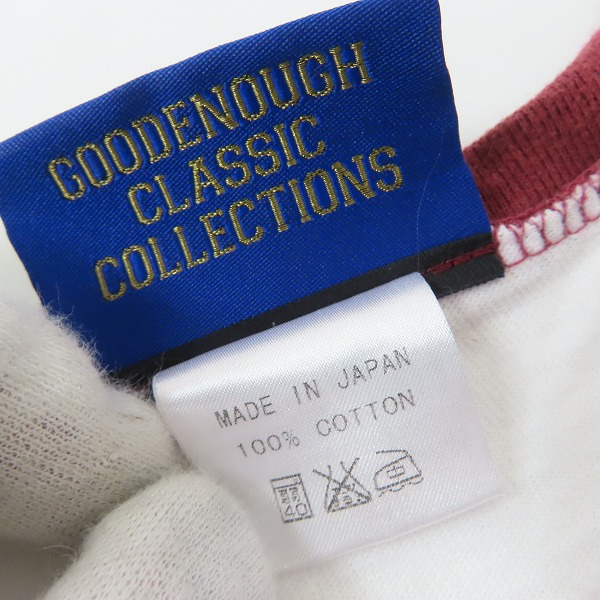 GOODENOUGH
CLASSIC
COLLECTIONS
MADE IN JAPAN
100% COTTON
40